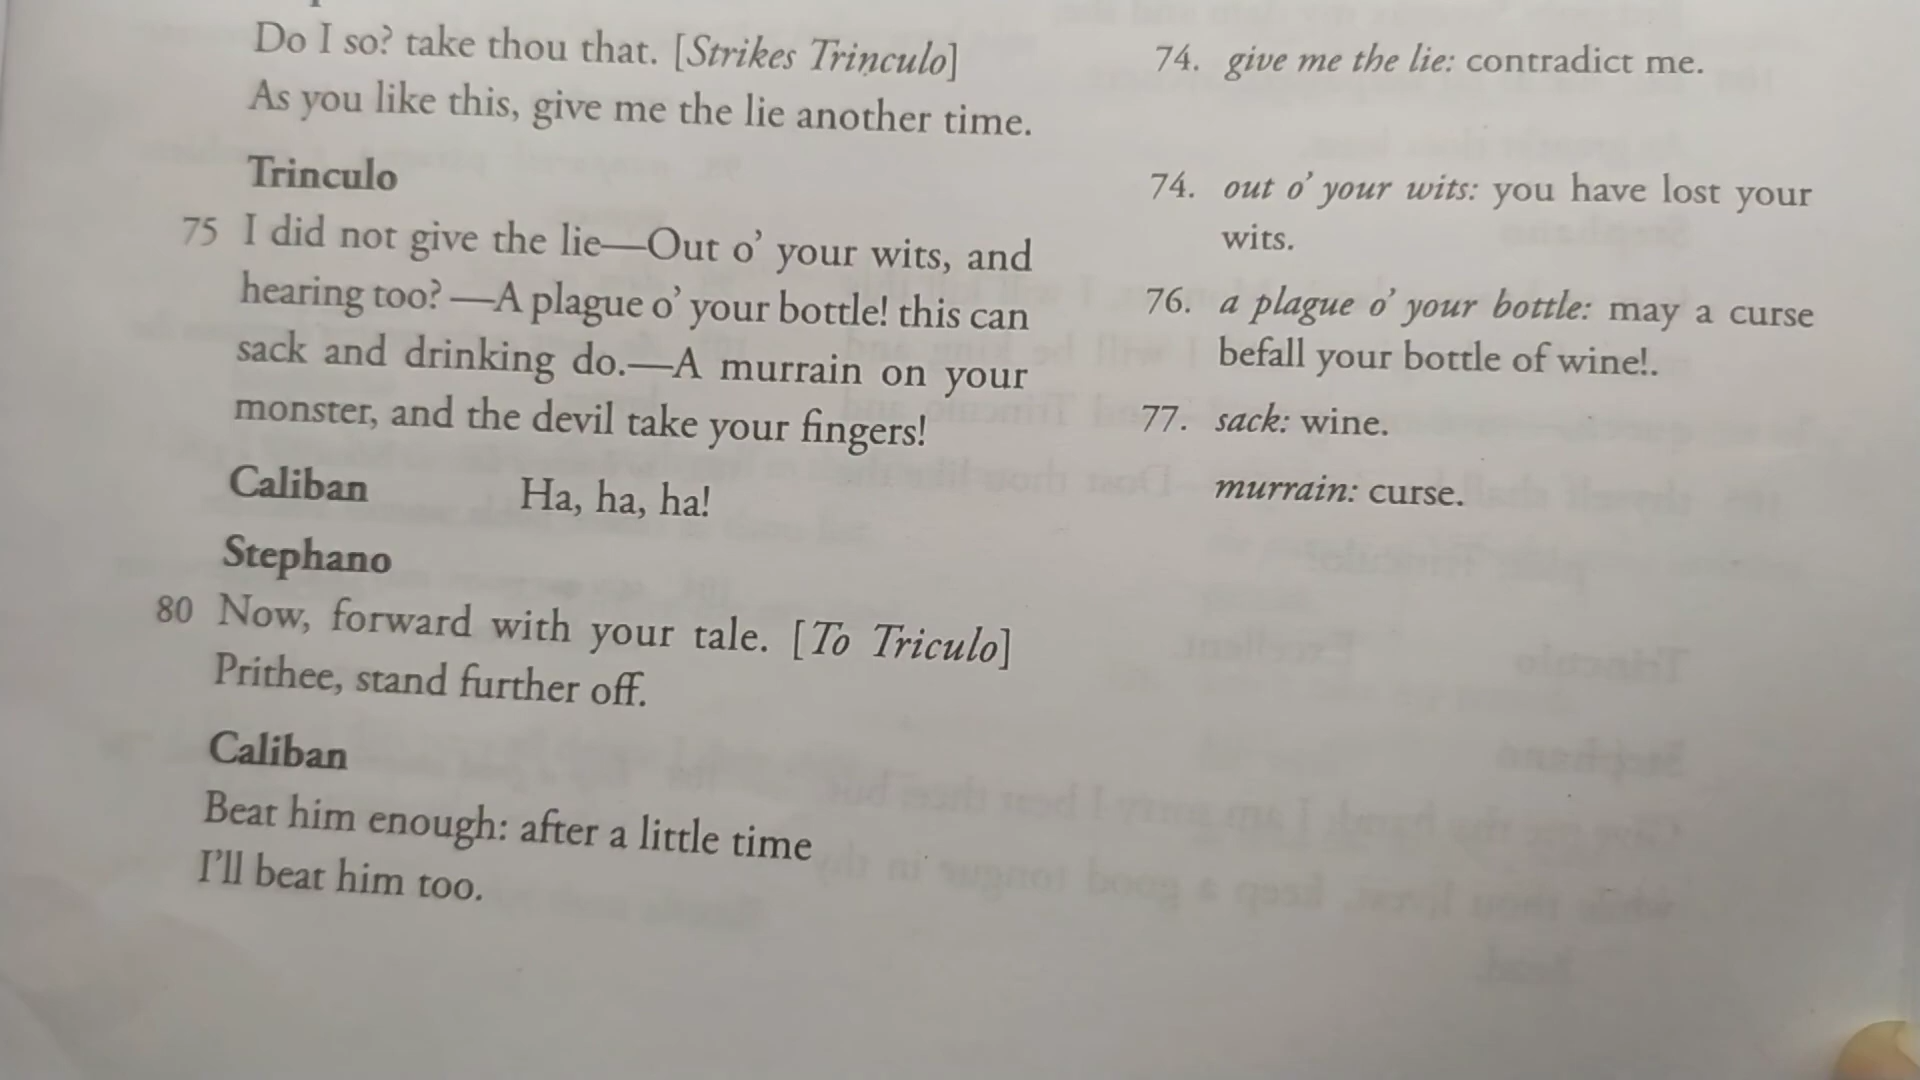 Do I so? take thou that. [Strikes Trinculo]
As you like this, give me the lie another time.
Trinculo
75 I did not give the lie—Out o' your wits, and
hearing too? —A plague o' your bottle! this can
sack and drinking do.—A murrain on your
monster, and the devil take your fingers!
Caliban Ha, ha, ha!
Stephano
80 Now, forward with your tale. [To Triculo]
Prithee, stand further off.
Caliban
Beat him enough: after a little time
I'll beat him too.
74. give me the lie: contradict me.
74. out o' your wits: you have lost your
wits.
76. a plague o' your bottle: may a curse
befall your bottle of wine!.
77. sack: wine.
murrain: curse.